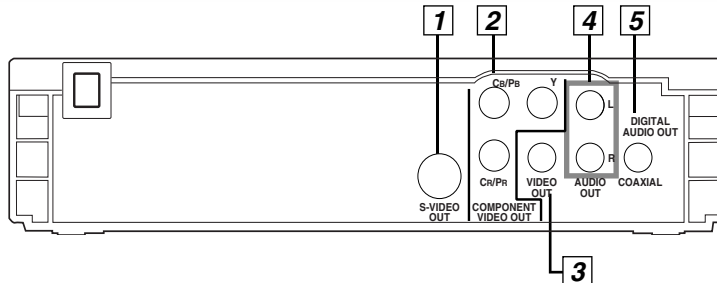 1
2
4
5
CB/PB
Y
L
DIGITAL
AUDIO OUT
R
CR/PR
VIDEO
OUT
AUDIO
OUT
COAXIAL
S-VIDEO
OUT
COMPONENT
VIDEO OUT
3